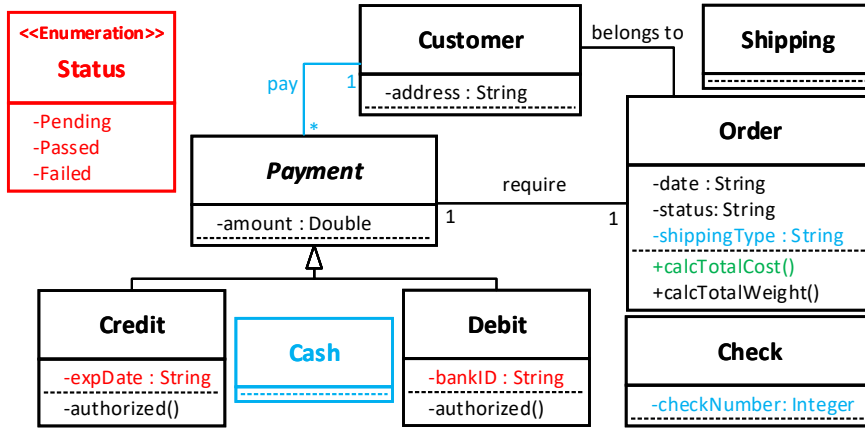 <<Enumeration>>
Status
-Pending
-Passed
-Failed
Customer
-address : String
belongs to
Shipping
pay
1
*
Payment
-amount : Double
require
1
1
Order
-date : String
-status: String
-shippingType : String
+calcTotalCost()
+calcTotalWeight()
Credit
-expDate : String
-authorized()
Cash
Debit
-bankID : String
-authorized()
Check
-checkNumber: Integer